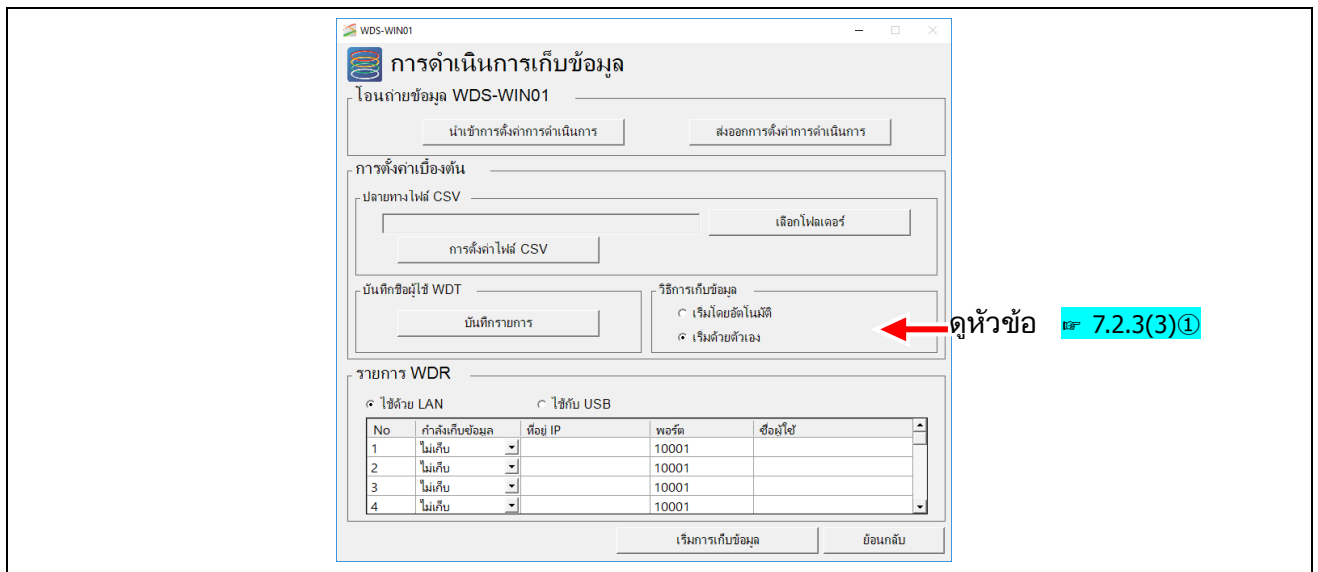 WDS-WIN01
การดำเนินการเก็บข้อมูล
โอนถ่ายข้อมูล WDS-WIN01
นำเข้าการตั้งค่าการดำเนินการ ส่งออกการตั้งค่าการดำเนินการ
การตั้งค่าเบื้องต้น
ปลายทางไฟล์ CSV
เลือกโฟลเดอร์
การตั้งค่าไฟล์ CSV
บันทึกชื่อผู้ใช้ WDT วิธีการเก็บข้อมูล
เริ่มโดยอัตโนมัติ
บันทึกรายการ
เริ่มด้วยตัวเอง
ดูหัวข้อ ☞ 7.2.3(3)①
รายการ WDR
ใช้ด้วย LAN ใช้กับ USB
No กำลังเก็บข้อมูล ที่อยู่ IP พอร์ต ชื่อผู้ใช้
1 ไม่เก็บ 10001
2 ไม่เก็บ 10001
3 ไม่เก็บ 10001
4 ไม่เก็บ 10001
เริ่มการเก็บข้อมูล ย้อนกลับ